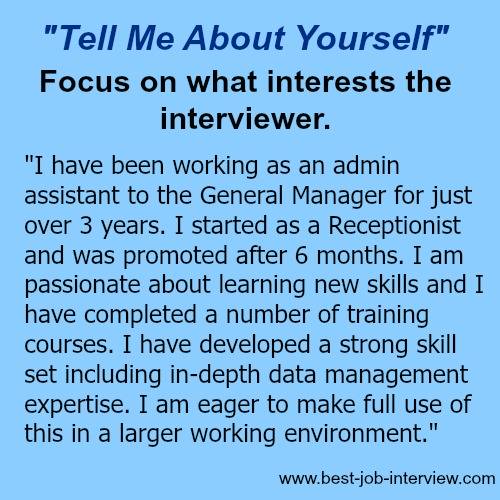 "Tell Me About Yourself"
Focus on what interests the
interviewer.
"I have been working as an admin
assistant to the General Manager for just
over 3 years. I started as a Receptionist
and was promoted after 6 months. I am
passionate about learning new skills and I
have completed a number of training
courses. I have developed a strong skill
set including in-depth data management
expertise. I am eager to make full use of
this in a larger working environment."
www.best-job-interview.com